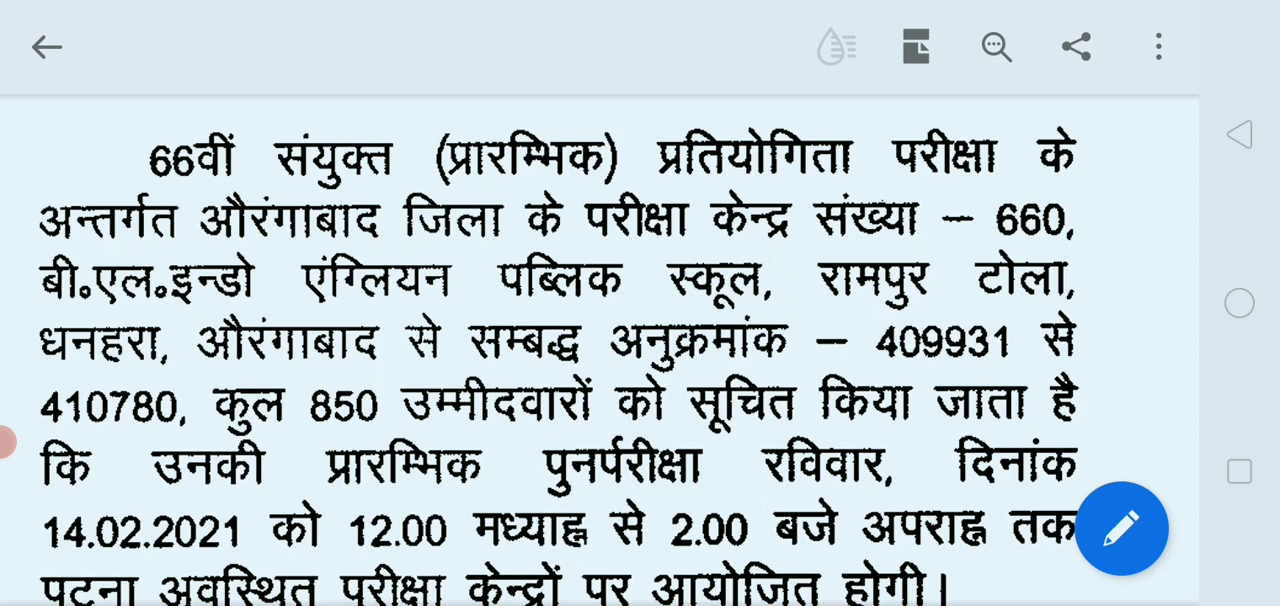 66वीं संयुक्त (प्रारम्भिक) प्रतियोगिता परीक्षा के
अन्तर्गत औरंगाबाद जिला के परीक्षा केन्द्र संख्या – 660,
बी॰एल॰इन्डो एंग्लियन पब्लिक स्कूल, रामपुर टोला,
धनहरा, औरंगाबाद से सम्बद्ध अनुक्रमांक – 409931 से
410780, कुल 850 उम्मीदवारों को सूचित किया जाता है
कि उनकी प्रारम्भिक पुनर्परीक्षा रविवार, दिनांक
14.02.2021 को 12.00 मध्याह्न से 2.00 बजे अपराह्न तक
पटना अवस्थित परीक्षा केन्द्रों पर आयोजित होगी।